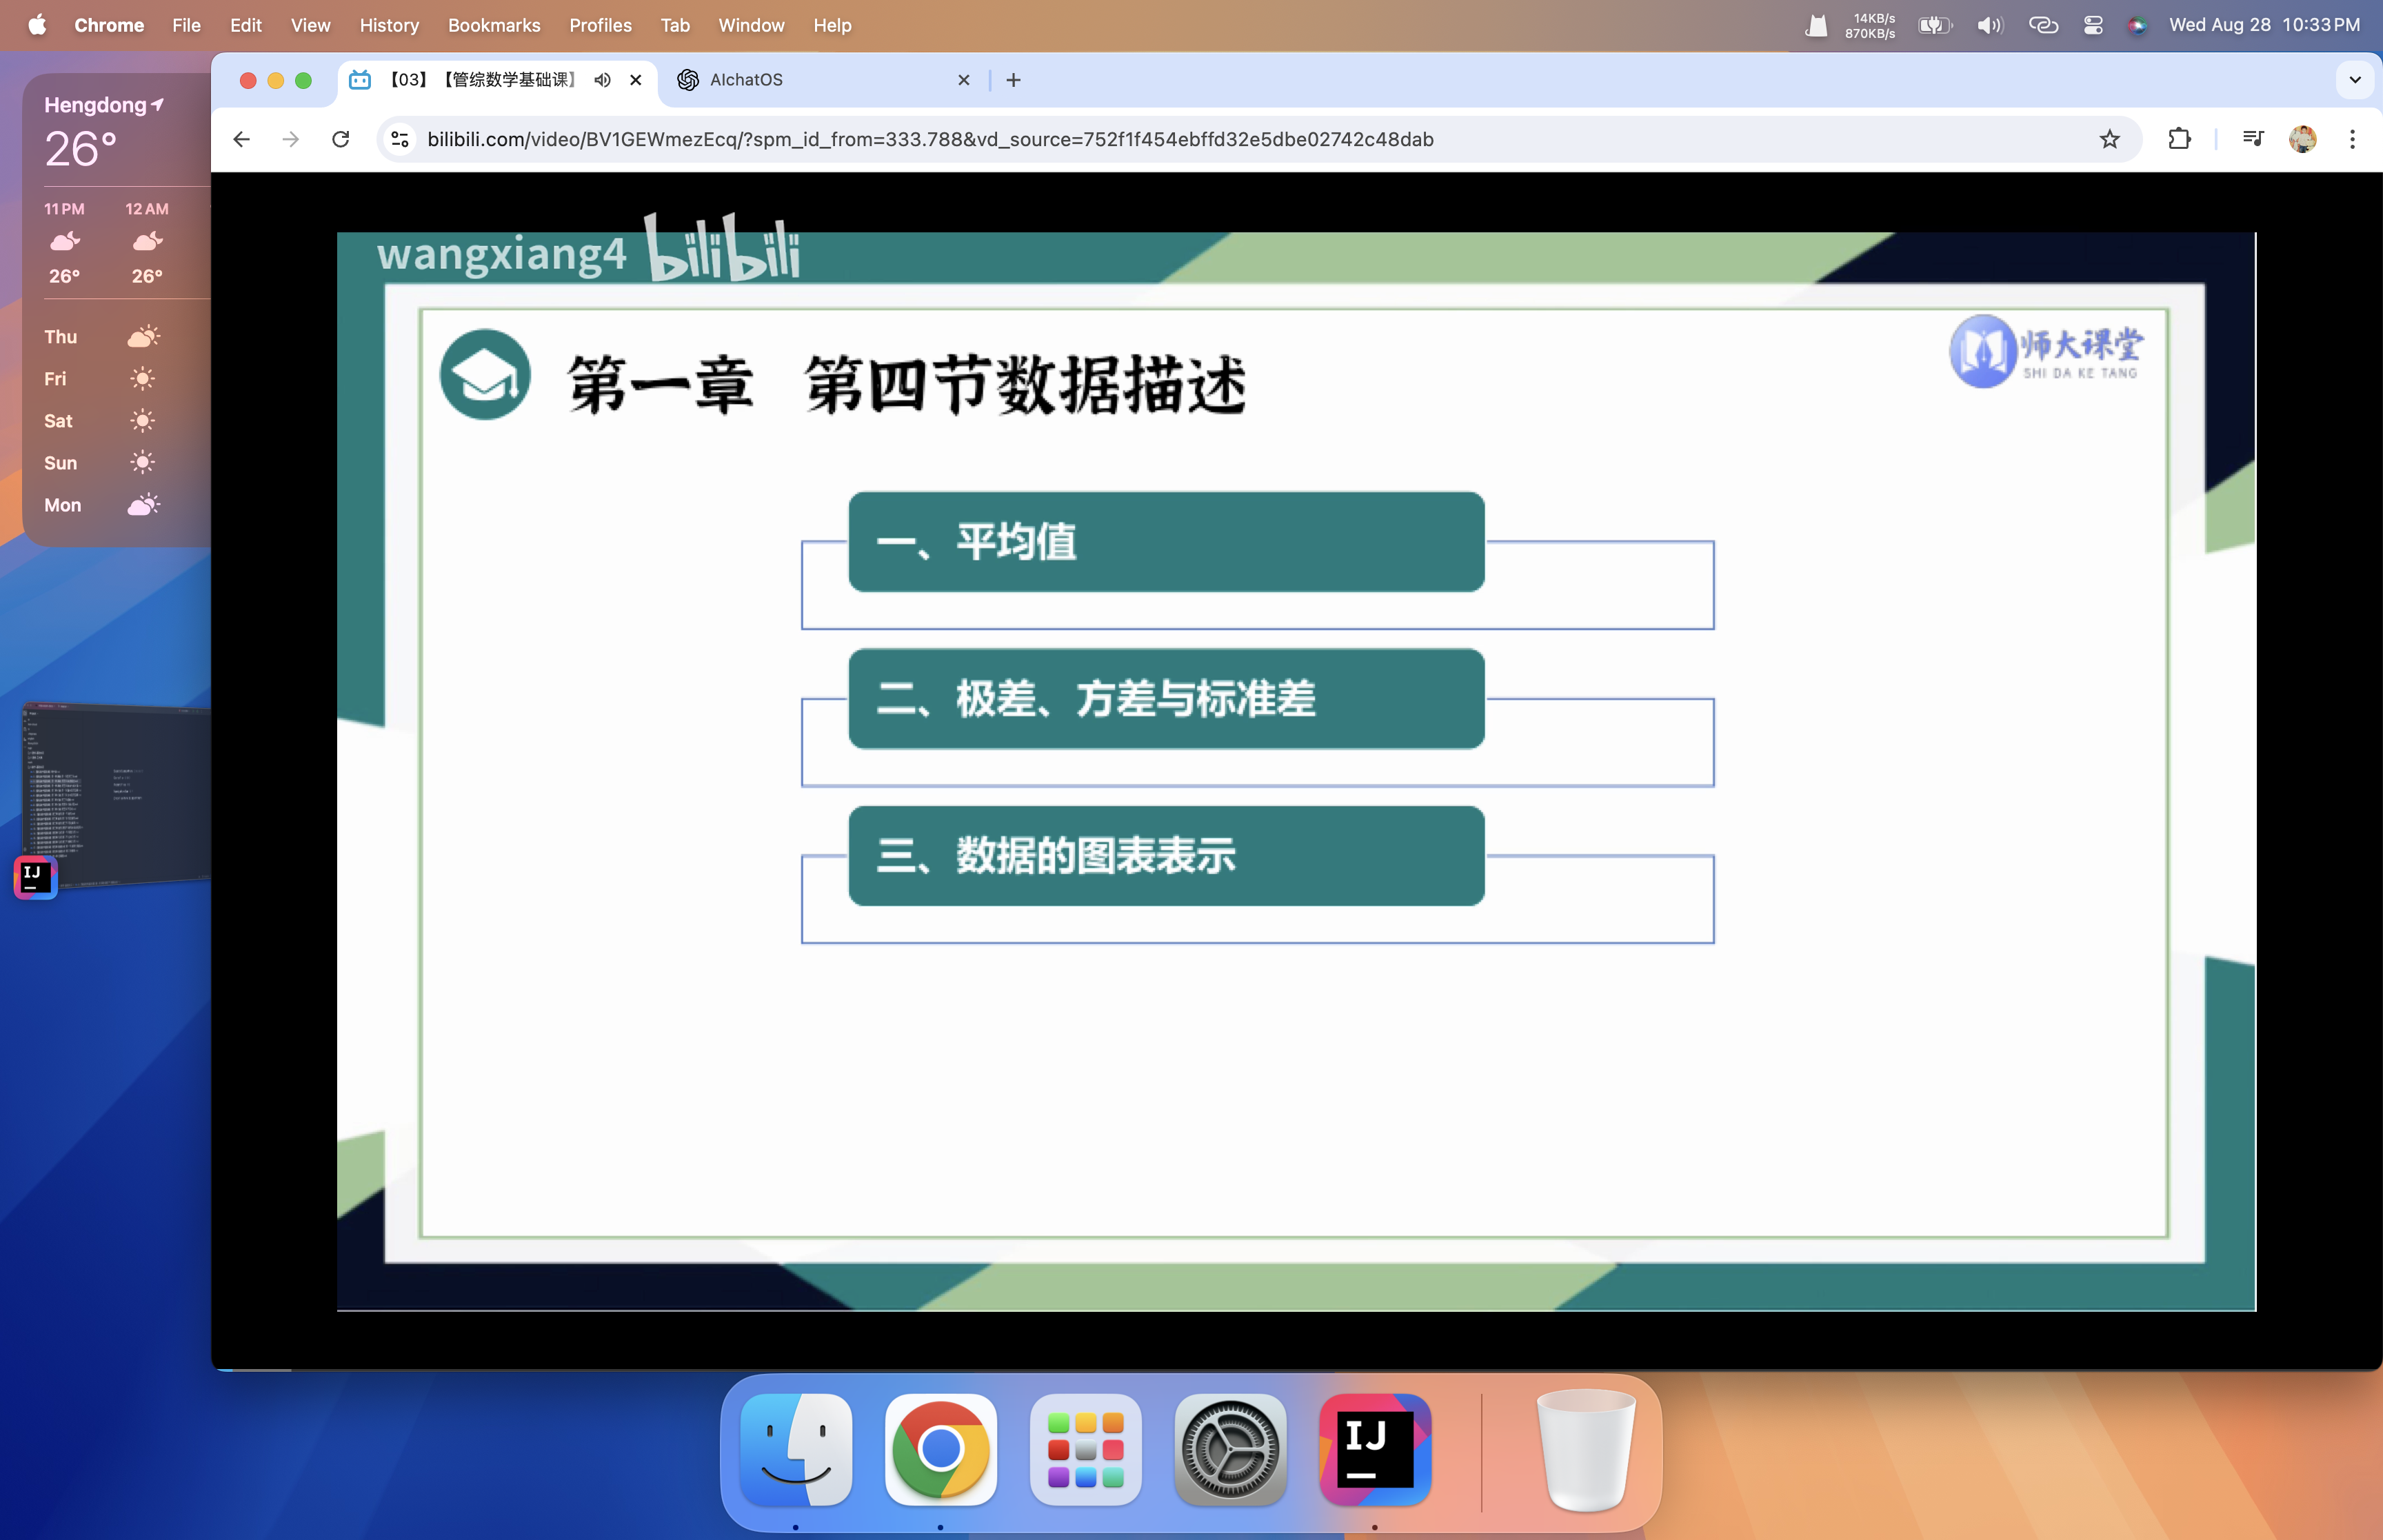 Chrome File Edit View History Bookmarks Profiles Tab Window Help
14KB/s
870KB/s
Wed Aug 28 10:33 PM
Hengdong
26°
11 PM 12 AM
26° 26°
Thu
Fri
Sat
Sun
Mon
【03】【管综数学基础课】
AIchatOS
bilibili.com/video/BV1GEWmezEcq/?spm_id_from=333.788&vd_source=752f1f454ebffd32e5dbe02742c48dab
wangxiang4 bilibili
第一章 第四节数据描述
师大课堂
SHI DA KE TANG
一、平均值
二、极差、方差与标准差
三、数据的图表表示
IJ
IJ